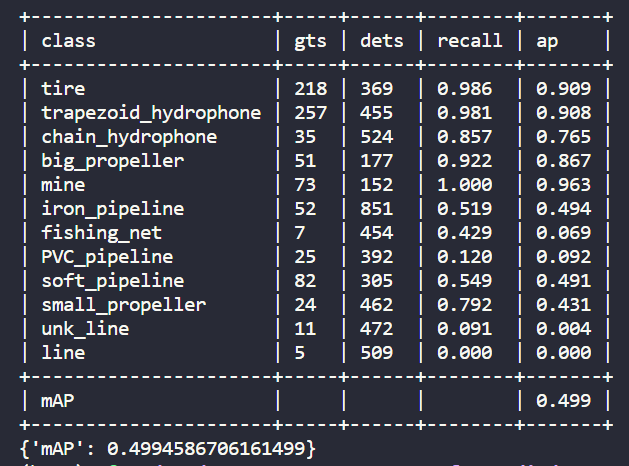 +-----------------------+-----+------+--------+-------+
| class                 | gts | dets | recall | ap    |
+-----------------------+-----+------+--------+-------+
| tire                  | 218 | 369  | 0.986  | 0.909 |
| trapezoid_hydrophone | 257 | 455  | 0.981  | 0.908 |
| chain_hydrophone      | 35  | 524  | 0.857  | 0.765 |
| big_propeller         | 51  | 177  | 0.922  | 0.867 |
| mine                  | 73  | 152  | 1.000  | 0.963 |
| iron_pipeline         | 52  | 851  | 0.519  | 0.494 |
| fishing_net           | 7   | 454  | 0.429  | 0.069 |
| PVC_pipeline          | 25  | 392  | 0.120  | 0.092 |
| soft_pipeline         | 82  | 305  | 0.549  | 0.491 |
| small_propeller       | 24  | 462  | 0.792  | 0.431 |
| unk_line              | 11  | 472  | 0.091  | 0.004 |
| line                  | 5   | 509  | 0.000  | 0.000 |
+-----------------------+-----+------+--------+-------+
| mAP                   |     |      |        | 0.499 |
+-----------------------+-----+------+--------+-------+
{'mAP': 0.4994586706161499}